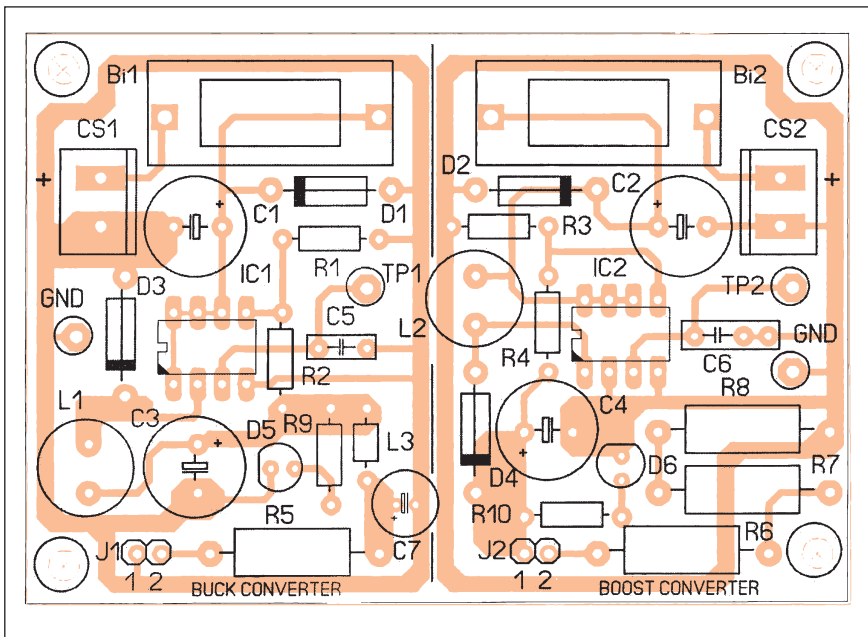 Bi1
Bi2
CS1
CS2
+
+
+
+
D2
C1
D1
C2
R3
IC1
R1
IC2
D3
TP1
TP2
GND
C5
L2
GND
R4
C6
R2
R8
L1
C3
D5
R9
L3
C4
D6
R7
+
+
D4
R5
R10
+
C7
R6
J1
J2
1 2
1 2
BUCK CONVERTER
BOOST CONVERTER